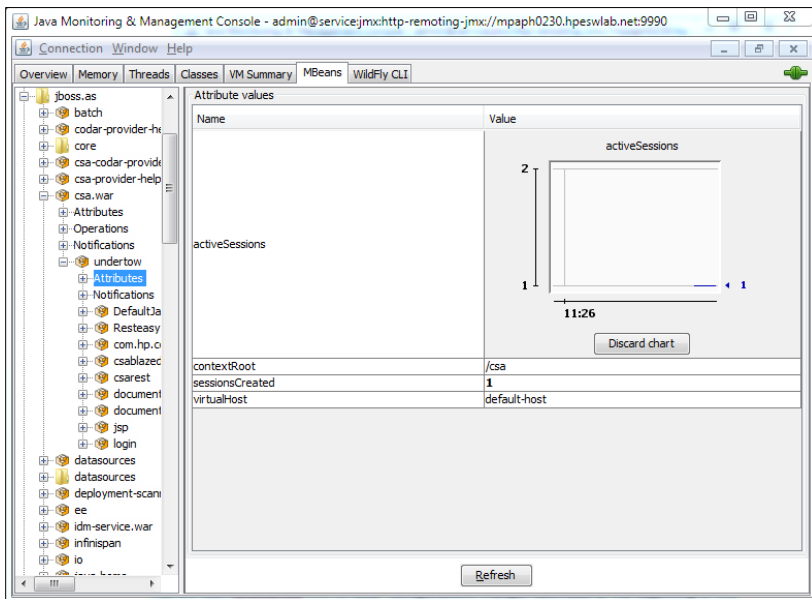 Java Monitoring & Management Console - admin@service:jmx:http-remoting-jmx://mpaph0230.hpeswlab.net:9990
Connection Window Help
Overview Memory Threads Classes VM Summary MBeans WildFly CLI
jboss.as
batch
codar-provider-he
core
csa-codar-provide
csa-provider-help
csa.war
Attributes
Operations
Notifications
undertow
Attributes
Notifications
DefaultJa
Resteasy
com.hp.c
csablazed
csarest
document
document
jsp
login
datasources
datasources
deployment-scan
ee
idm-service.war
infinispan
io
Attribute values
Name Value
activeSessions
activeSessions
2
1
1
11:26
Discard chart
contextRoot /csa
sessionsCreated 1
virtualHost default-host
Refresh